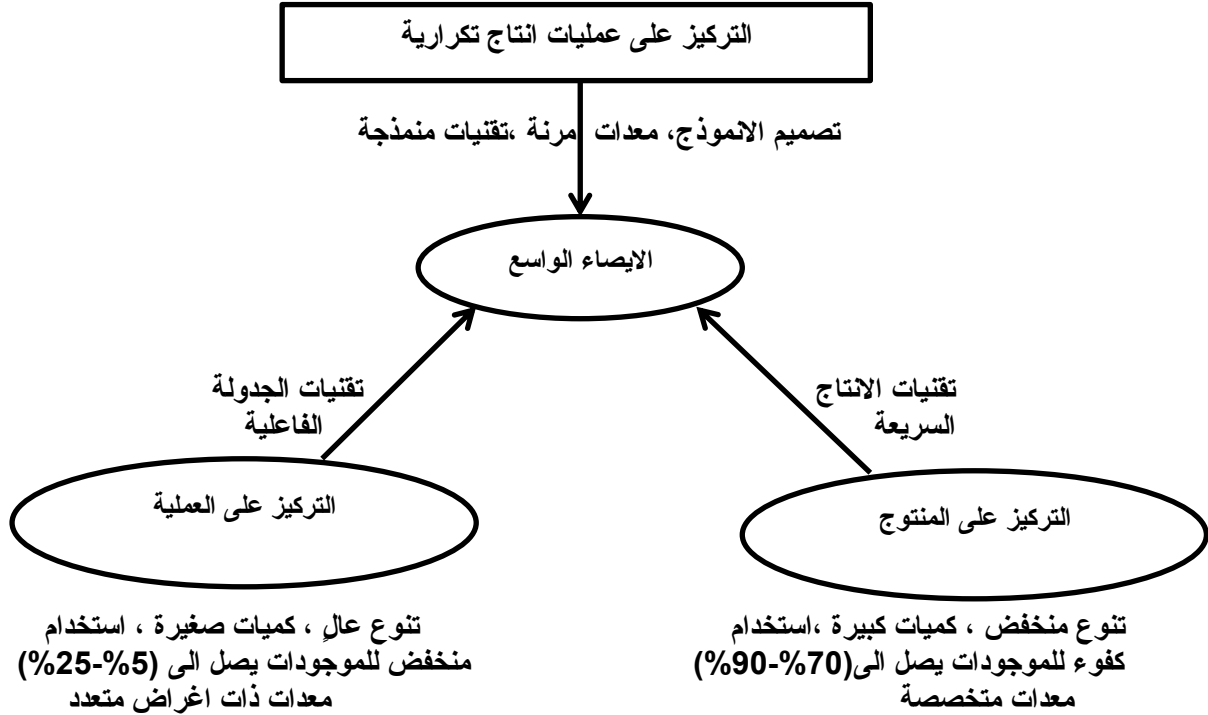 التركيز على عمليات انتاج تكرارية
تصميم الانموذج، معدات مرنة ،تقنيات منمذجة
الايصاء الواسع
تقنيات الانتاج
السريعة
تقنيات الجدولة
الفاعلية
التركيز على المنتوج
التركيز على العملية
تنوع منخفض ، كميات كبيرة ،استخدام
كفوء للموجودات يصل الى(70%-90%)
معدات متخصصة
تنوع عالٍ ، كميات صغيرة ، استخدام
منخفض للموجودات يصل الى (5%-25%)
معدات ذات اغراض متعدد